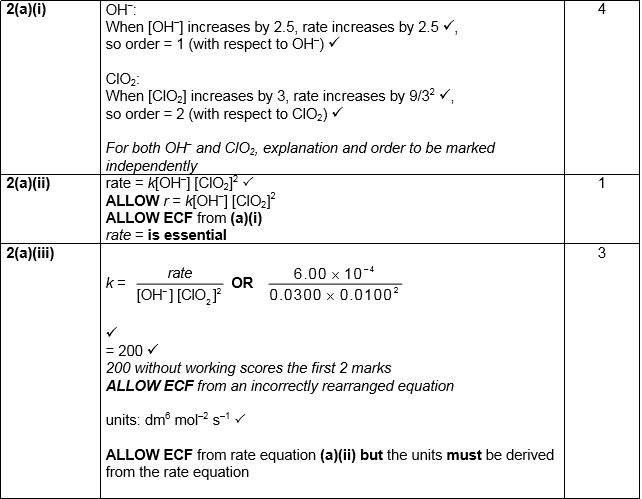 2(a)(i)
OH⁻:
4
When [OH⁻] increases by 2.5, rate increases by 2.5 ✓,
so order = 1 (with respect to OH⁻) ✓
ClO₂:
When [ClO₂] increases by 3, rate increases by 9/3² ✓,
so order = 2 (with respect to ClO₂) ✓
For both OH⁻ and ClO₂, explanation and order to be marked
independently
2(a)(ii)
rate = k[OH⁻] [ClO₂]² ✓
1
ALLOW r = k[OH⁻] [ClO₂]²
ALLOW ECF from (a)(i)
rate = is essential
2(a)(iii)
3
k = rate / [OH⁻] [ClO₂]² OR 6.00 × 10⁻⁴ / 0.0300 × 0.0100²
✓
= 200 ✓
200 without working scores the first 2 marks
ALLOW ECF from an incorrectly rearranged equation
units: dm⁶ mol⁻² s⁻¹ ✓
ALLOW ECF from rate equation (a)(ii) but the units must be derived
from the rate equation